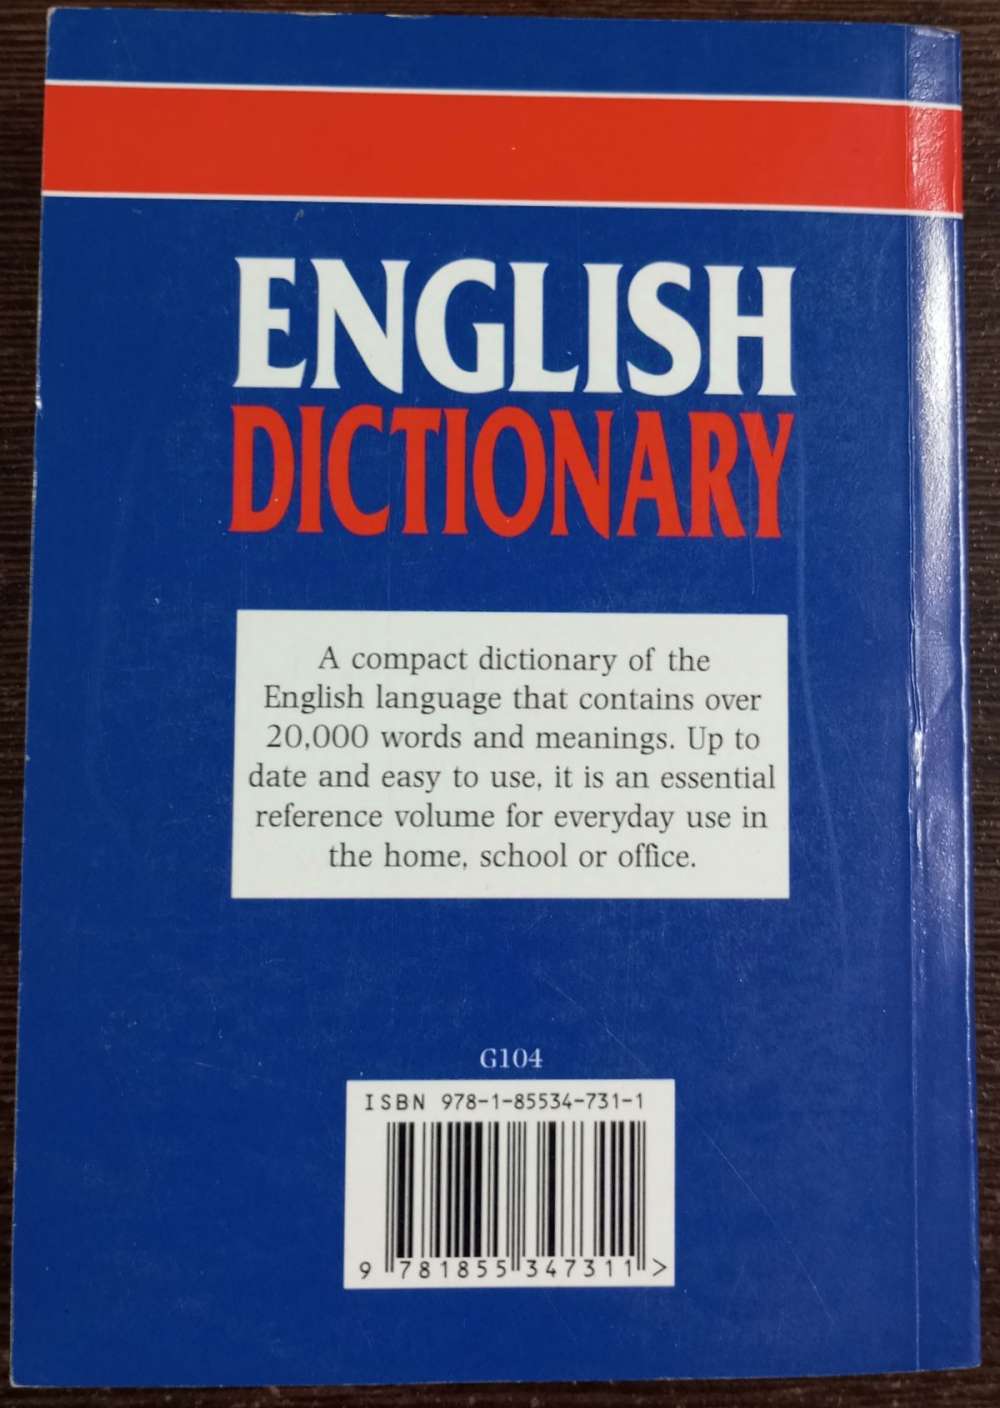 ENGLISH
DICTIONARY
A compact dictionary of the
English language that contains over
20,000 words and meanings. Up to
date and easy to use, it is an essential
reference volume for everyday use in
the home, school or office.
G104
ISBN 978-1-85534-731-1
9 781855 347311 >